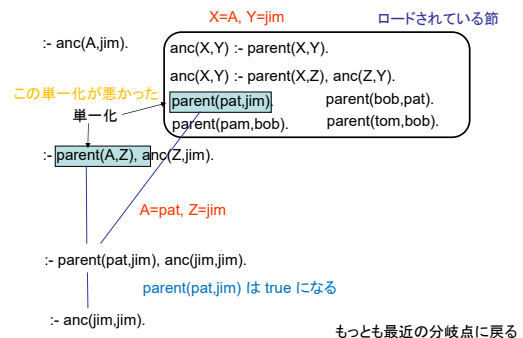 X=A, Y=jim
ロードされている節
:- anc(A,jim).
anc(X,Y) :- parent(X,Y).
anc(X,Y) :- parent(X,Z), anc(Z,Y).
この単一化が悪かった
parent(pat,jim).
parent(bob,pat).
単一化
parent(pam,bob).
parent(tom,bob).
:- parent(A,Z), anc(Z,jim).
A=pat, Z=jim
:- parent(pat,jim), anc(jim,jim).
parent(pat,jim) は true になる
:- anc(jim,jim).
もっとも最近の分岐点に戻る